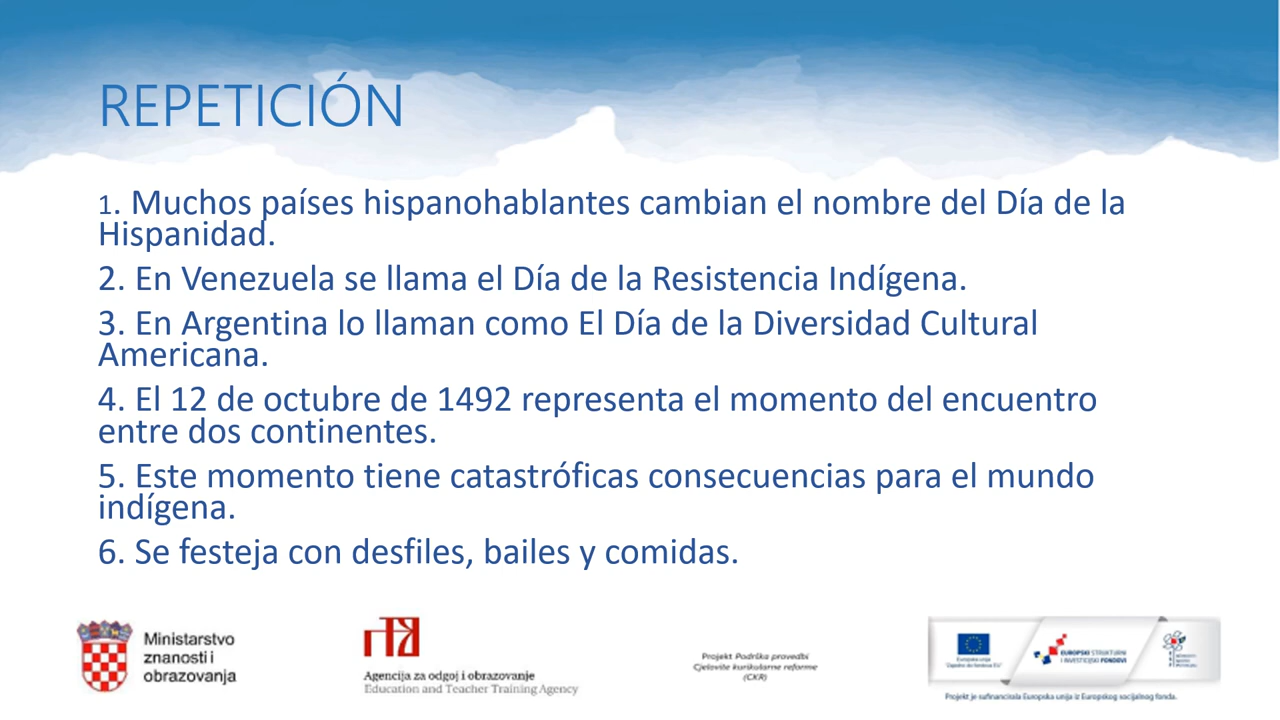 REPETICIÓN
1. Muchos países hispanohablantes cambian el nombre del Día de la
Hispanidad.
2. En Venezuela se llama el Día de la Resistencia Indígena.
3. En Argentina lo llaman como El Día de la Diversidad Cultural
Americana.
4. El 12 de octubre de 1492 representa el momento del encuentro
entre dos continentes.
5. Este momento tiene catastróficas consecuencias para el mundo
indígena.
6. Se festeja con desfiles, bailes y comidas.
Ministarstvo
znanosti i
obrazovanja
Agencija za odgoj i obrazovanje
Education and Teacher Training Agency
Projekt Podrška provedbi
Cjelovite kurikularne reforme
(CKR)
Europska unija
EUROPSKI STRUKTURNI
I INVESTICIJSKI FONDOVI
Projekt je sufinancirala Europska unija iz Europskog socijalnog fonda.